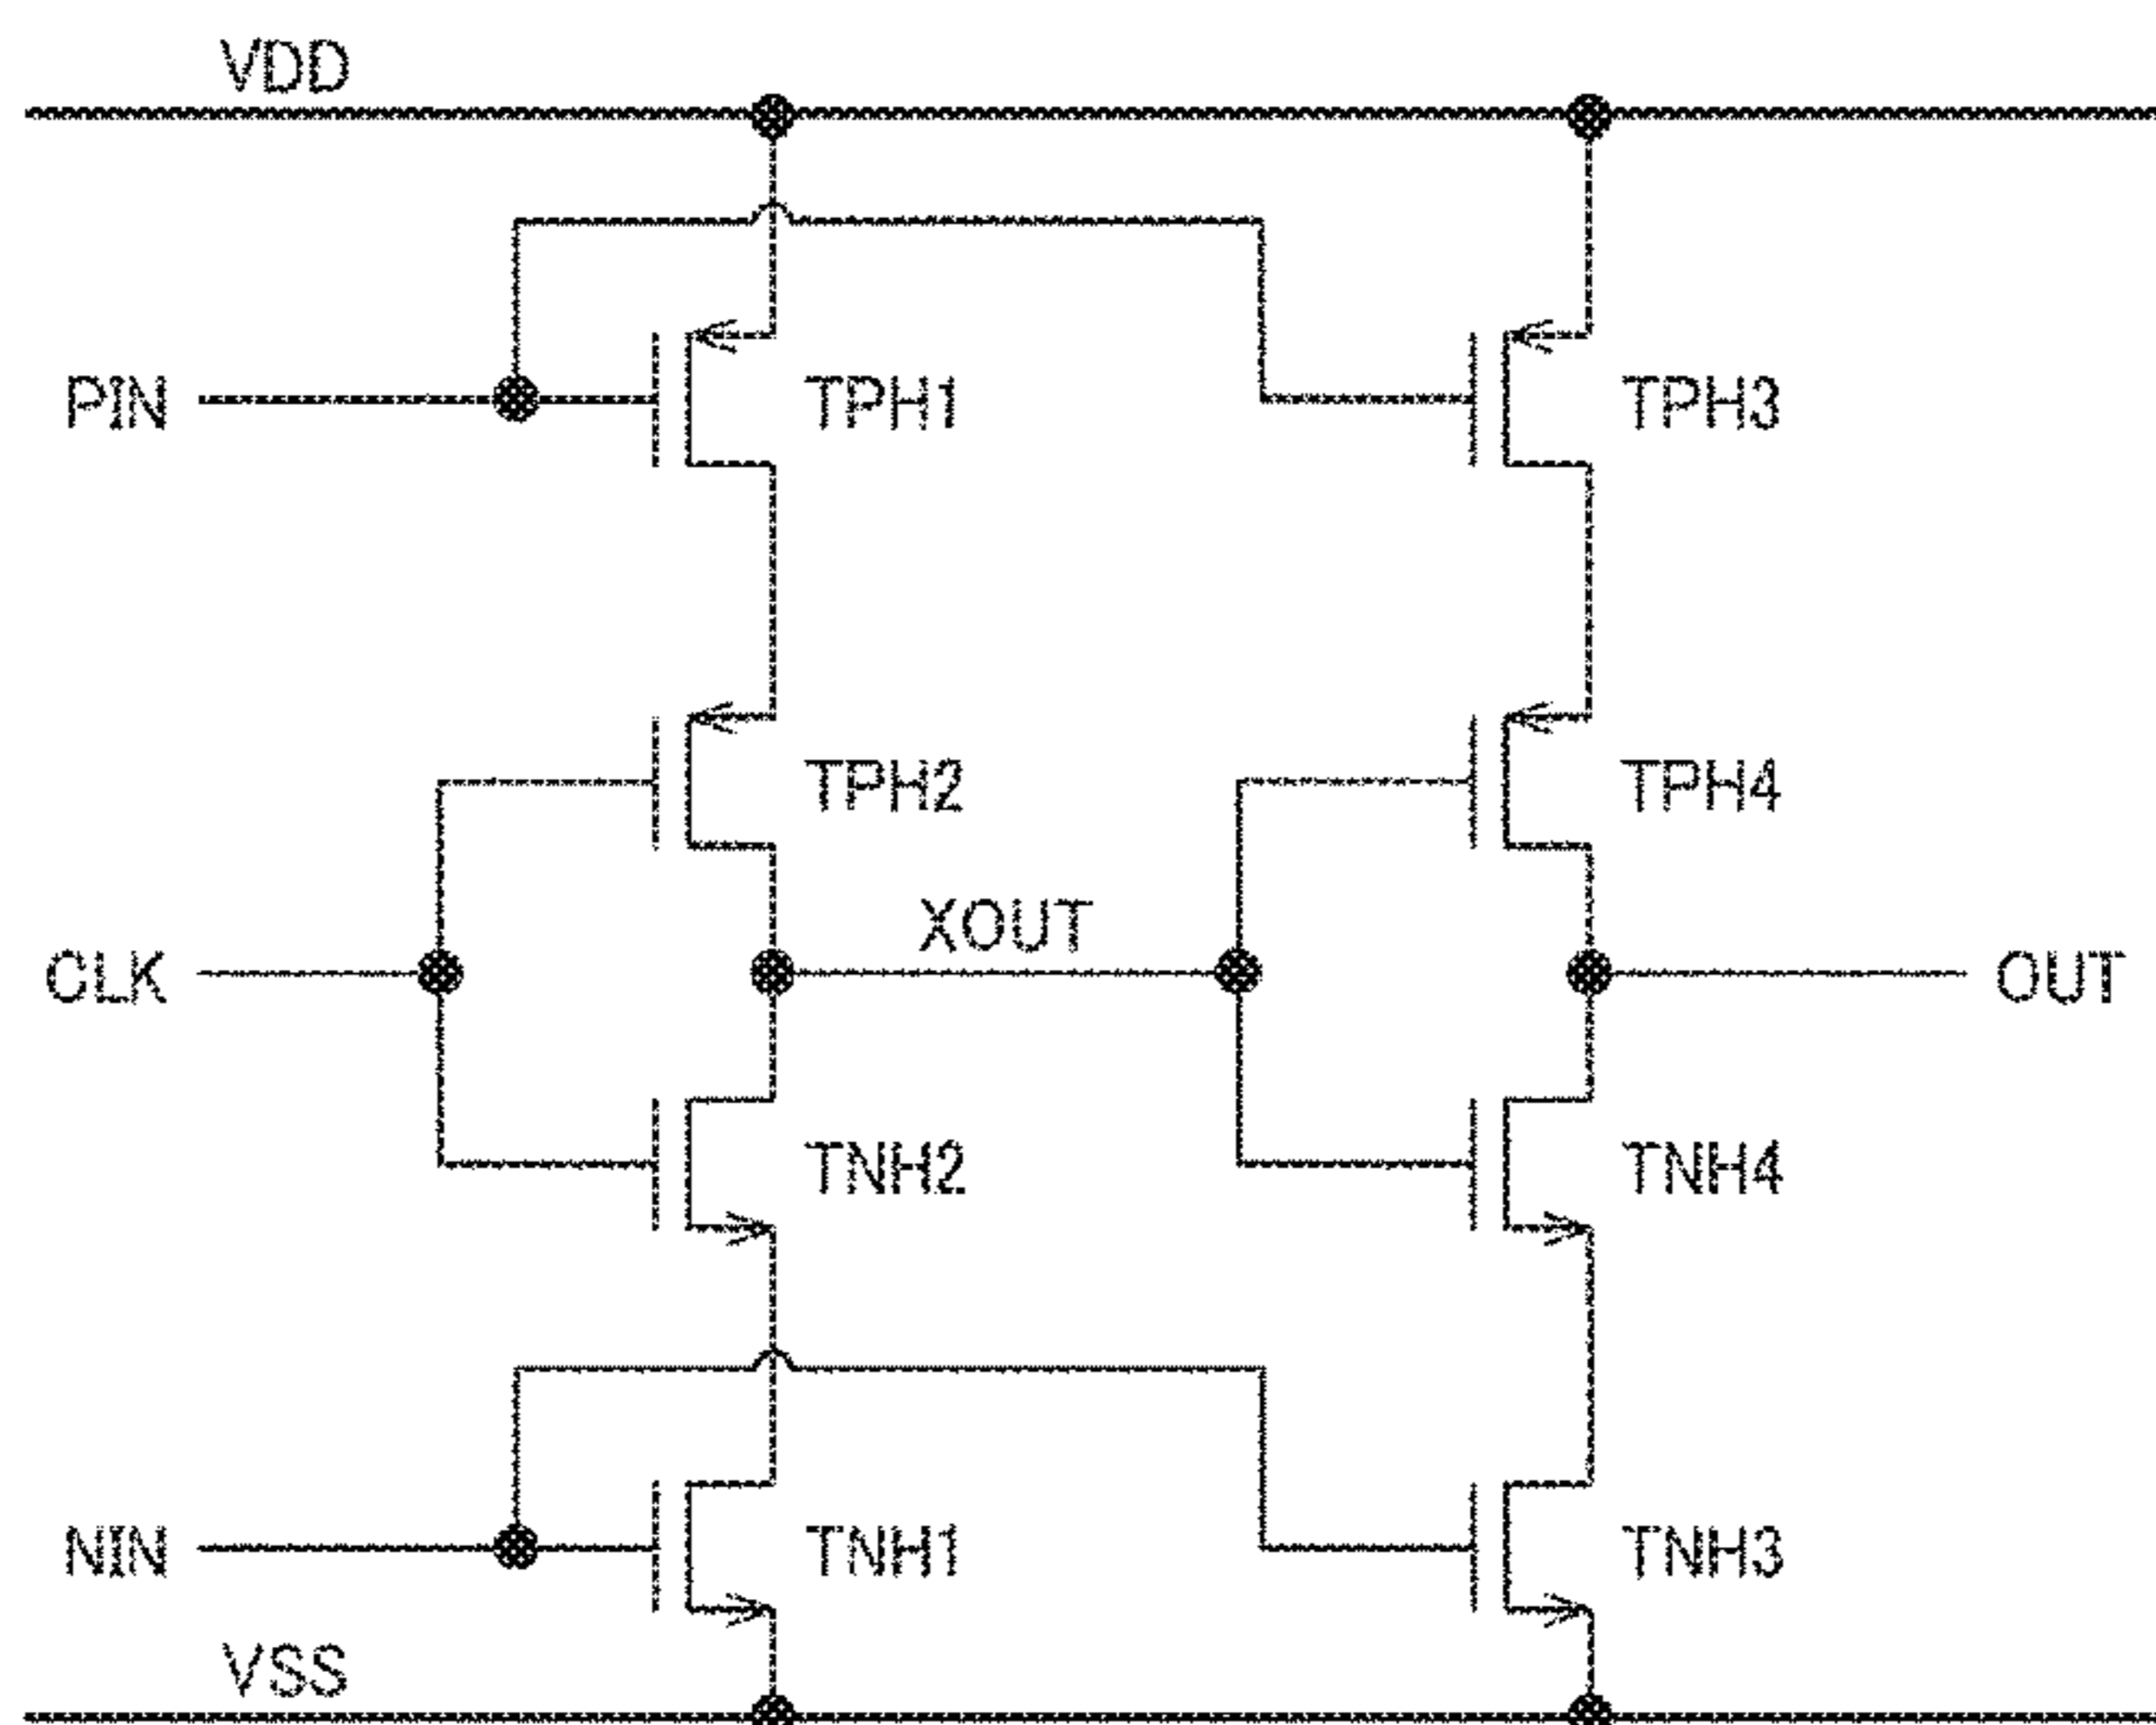 VDD
PIN
TPH1
TPH3
TPH2
TPH4
XOUT
CLK
OUT
TNH2
TNH4
NIN
TNH1
TNH3
VSS